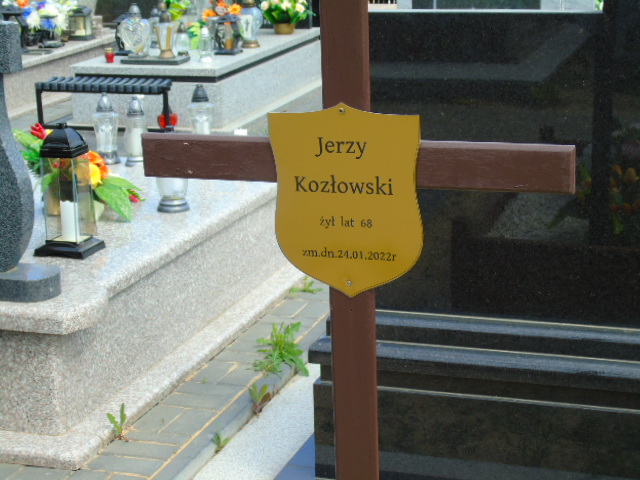 Jerzy
Kozłowski
żył lat 68
zm.dn.24.01.2022r